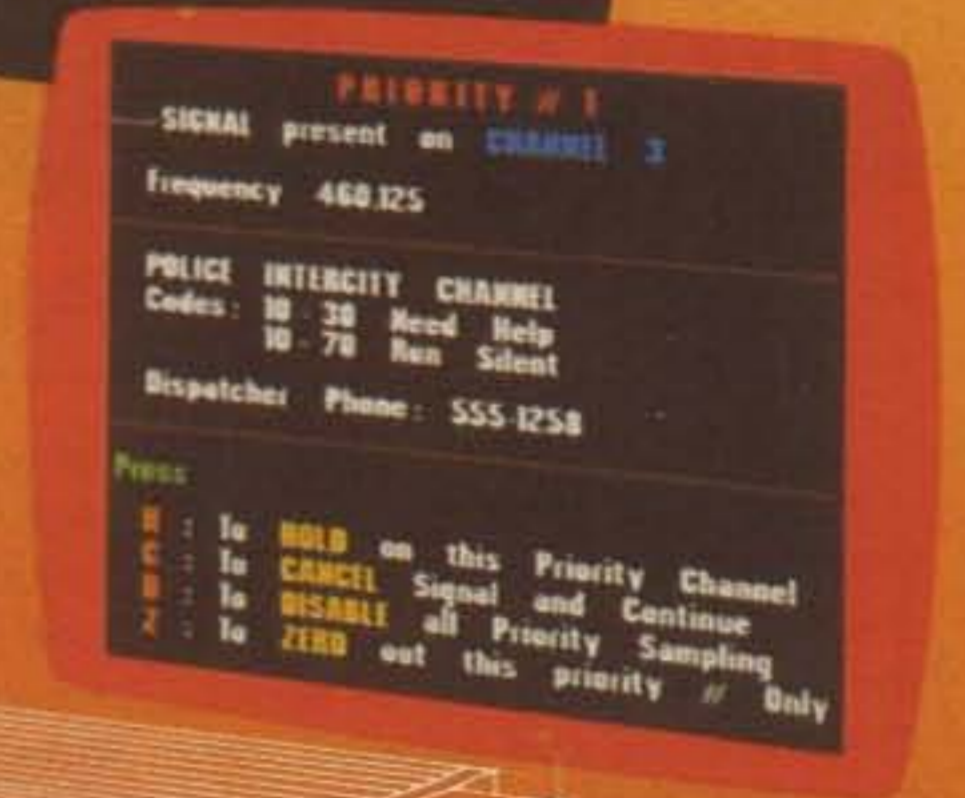 PRIORITY # 1
SIGNAL present on CHANNEL 3
Frequency 460.125
POLICE INTERCITY CHANNEL
Codes: 10-30 Need Help
10-70 Run Silent
Dispatcher Phone: 555-1258
Press
H : To HOLD on this Priority Channel
C : To CANCEL Signal and Continue
D : To DISABLE all Priority Sampling
Z : To ZERO out this priority # Only